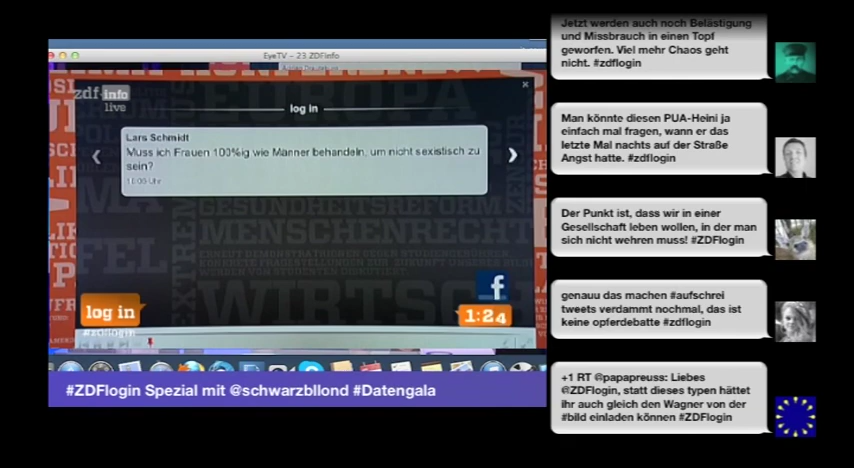 EyeTV – 23 ZDFinfo
zdf info
live
log in
Lars Schmidt
Muss ich Frauen 100%ig wie Männer behandeln, um nicht sexistisch zu
sein?
EUROPA
GESUNDHEITSREFORM
MENSCHENRECHT
WIRTSCH
EXTREM
f
log in
1:24
#ZDFlogin Spezial mit @schwarzbllond #Datengala
Jetzt werden auch noch Belästigung
und Missbrauch in einen Topf
geworfen. Viel mehr Chaos geht
nicht. #zdflogin
Man könnte diesen PUA-Heini ja
einfach mal fragen, wann er das
letzte Mal nachts auf der Straße
Angst hatte. #zdflogin
Der Punkt ist, dass wir in einer
Gesellschaft leben wollen, in der man
sich nicht wehren muss! #ZDFlogin
genauu das machen #aufschrei
tweets verdammt nochmal, das ist
keine opferdebatte #zdflogin
+1 RT @papapreuss: Liebes
@ZDFlogin, statt dieses typen hättet
ihr auch gleich den Wagner von der
#bild einladen können #ZDFlogin